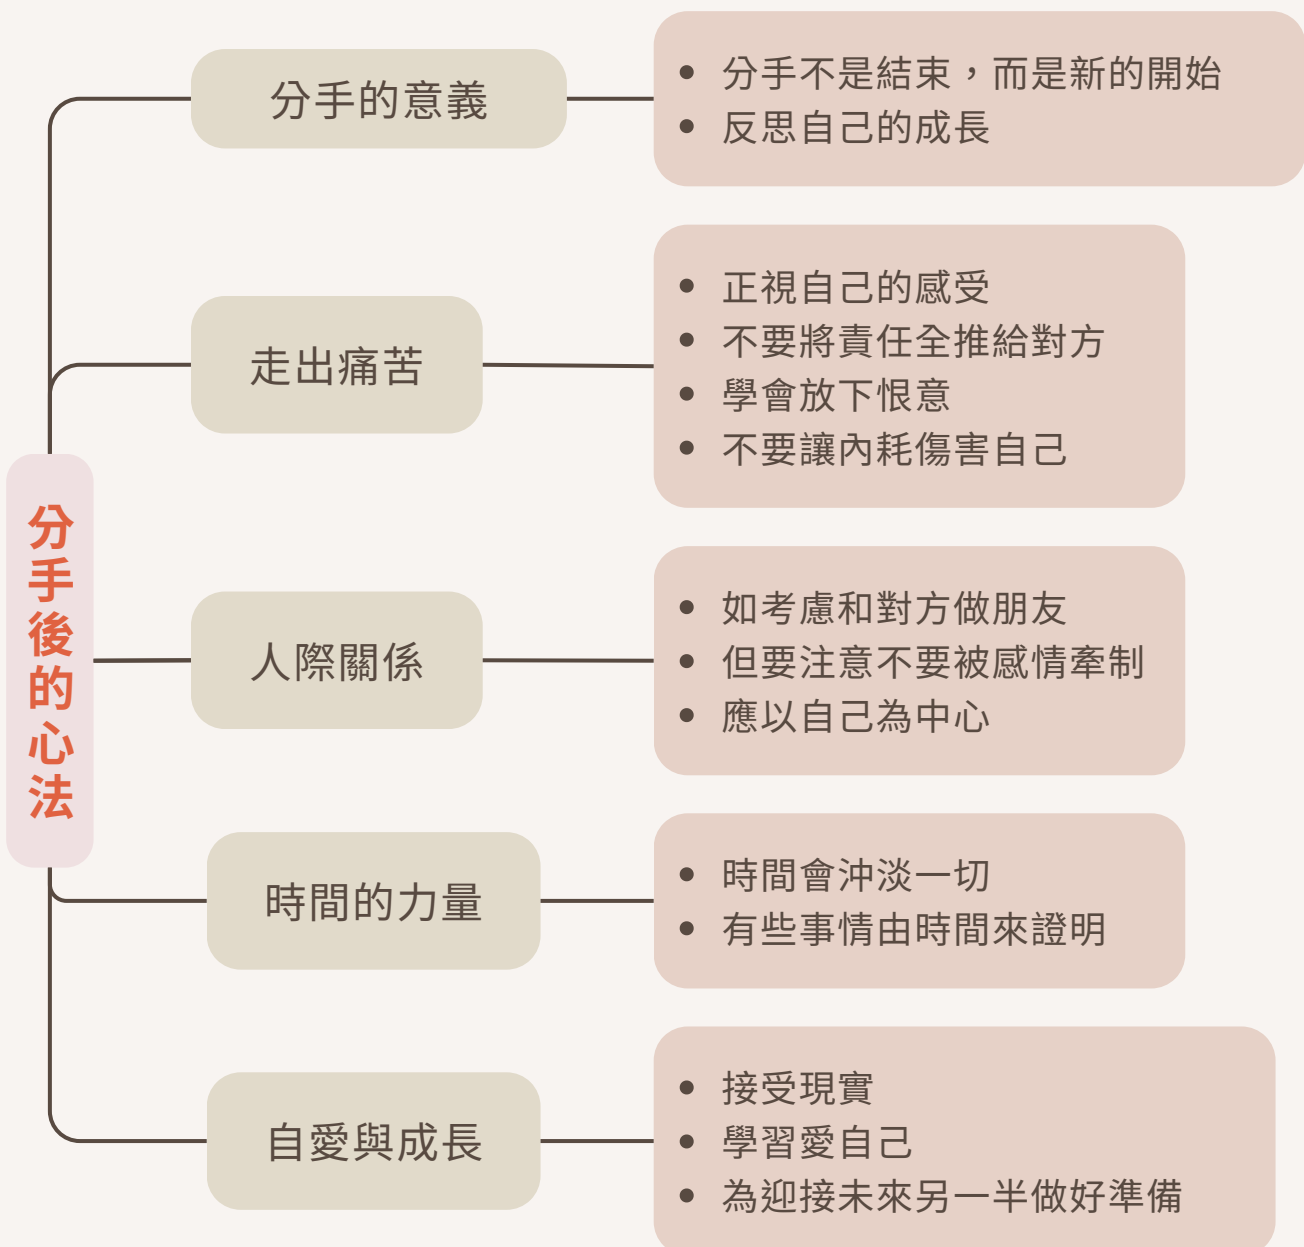 分手後的心法
分手的意義
分手不是結束，而是新的開始
反思自己的成長
走出痛苦
正視自己的感受
不要將責任全推給對方
學會放下恨意
不要讓內耗傷害自己
人際關係
如考慮和對方做朋友
但要注意不要被感情牽制
應以自己為中心
時間的力量
時間會沖淡一切
有些事情由時間來證明
自愛與成長
接受現實
學習愛自己
為迎接未來另一半做好準備